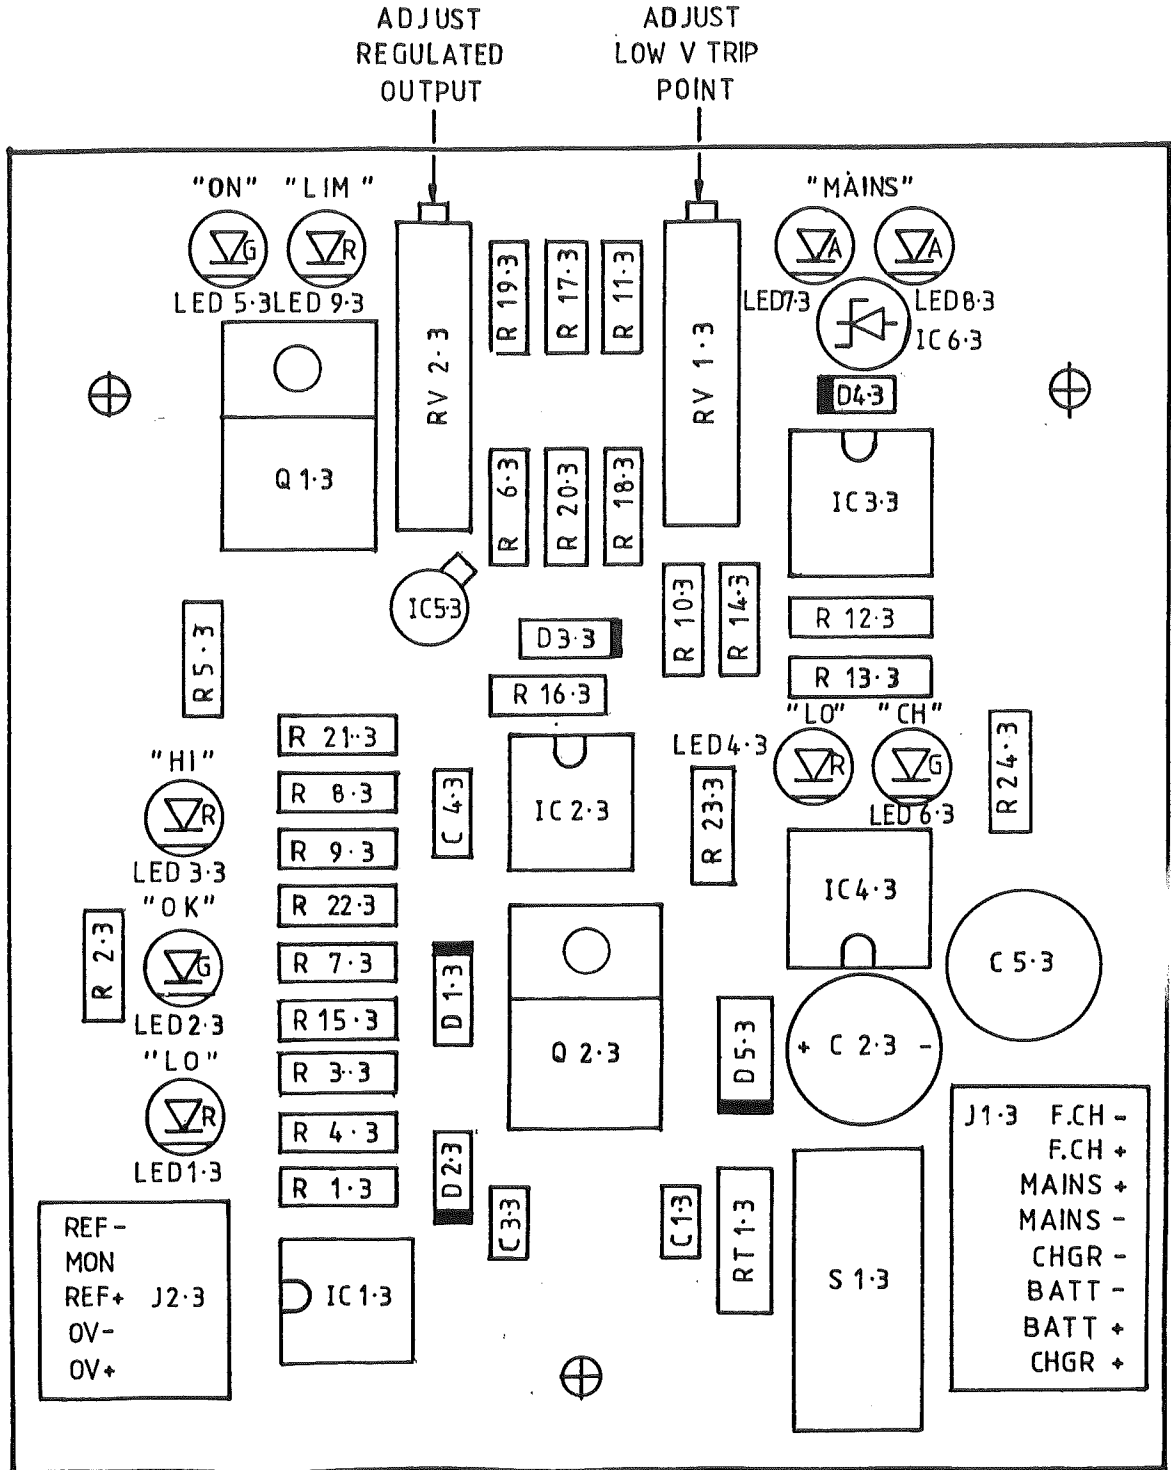 ADJUST
REGULATED
OUTPUT
ADJUST
LOW V TRIP
POINT
"ON" "LIM"
G R
LED 5·3 LED 9·3
"MAINS"
A A
LED7·3
LED8·3
IC 6·3
D4·3
RV 2·3
R 19·3
R 17·3
R 11·3
RV 1·3
Q 1·3
R 6·3
R 20·3
R 18·3
IC 3·3
IC5·3
R 5·3
D3·3
R 16·3
R 10·3
R 14·3
R 12·3
R 13·3
"LO" "CH"
LED4·3
R G
LED 6·3
R 24·3
"HI"
R
LED 3·3
"OK"
G
LED2·3
"LO"
R
LED1·3
R 2·3
R 21·3
R 8·3
R 9·3
R 22·3
R 7·3
R 15·3
R 3·3
R 4·3
R 1·3
C 4·3
IC 2·3
R 23·3
IC4·3
C 5·3
D 1·3
Q 2·3
D5·3
+ C 2·3 -
D2·3
C3·3
C1·3
RT 1·3
S 1·3
J1·3 F.CH -
F.CH +
MAINS +
MAINS -
CHGR -
BATT -
BATT +
CHGR +
REF -
MON
REF+ J2·3
OV-
OV+
IC1·3